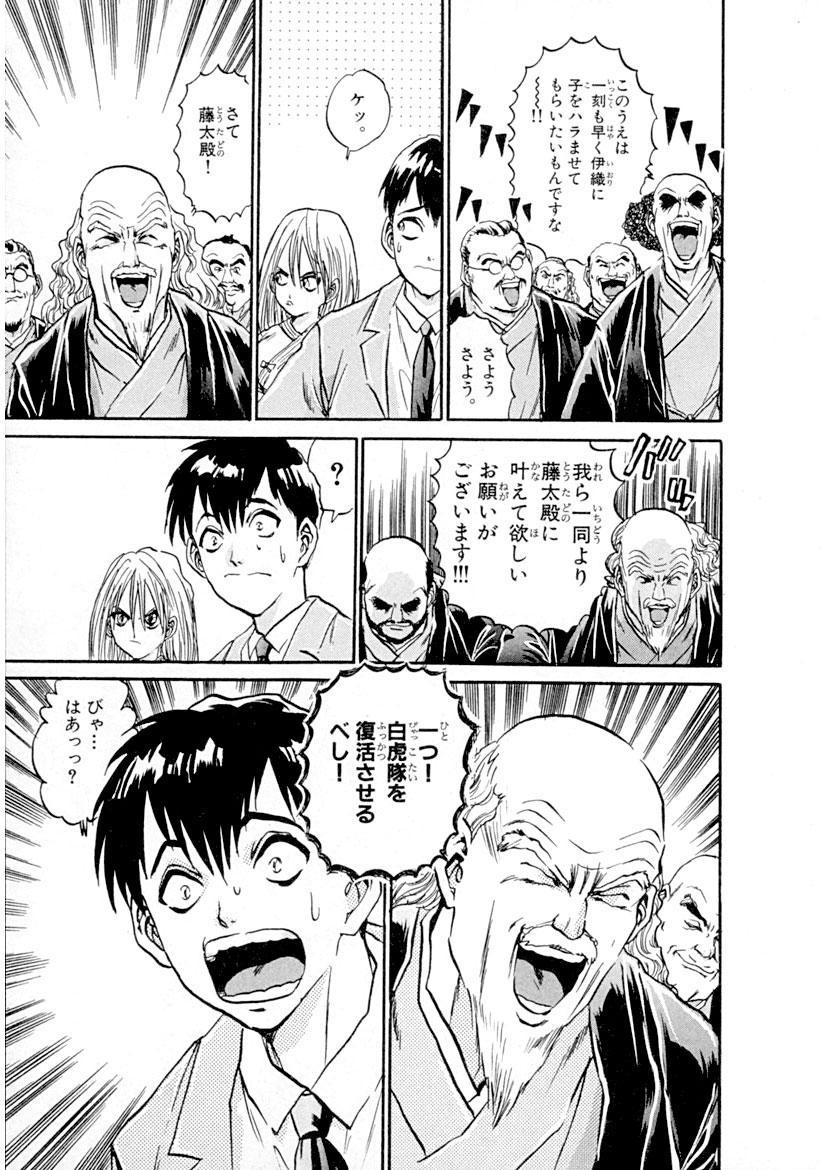 このうえは
一刻も早く伊織に
子をハラませて
もらいたいもんですな
〜〜!!
さよう
さよう。
ケッ。
さて
藤太殿!
我ら一同より
藤太殿に
叶えて欲しい
お願いが
ございます!!!
?
一つ!
白虎隊を
復活させる
べし!
びゃ…
はあっっ?